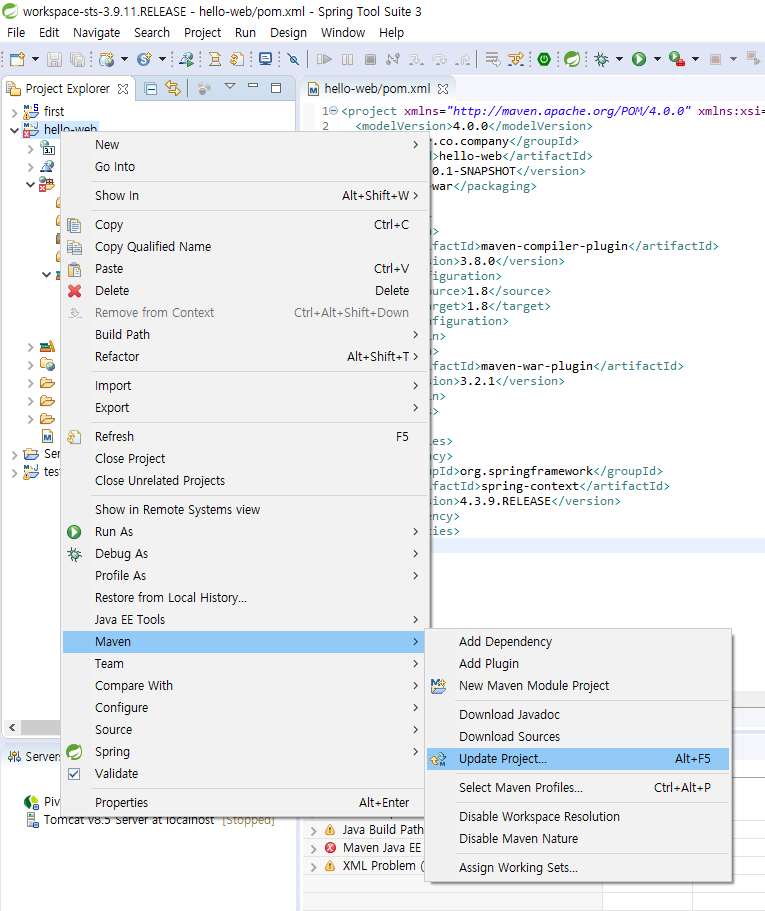 workspace-sts-3.9.11.RELEASE - hello-web/pom.xml - Spring Tool Suite 3
File Edit Navigate Search Project Run Design Window Help
Project Explorer
hello-web/pom.xml
first
hello-web
1 <project xmlns="http://maven.apache.org/POM/4.0.0" xmlns:xsi=
2 <modelVersion>4.0.0</modelVersion>
.co.company</groupId>
hello-web</artifactId>
0.1-SNAPSHOT</version>
war</packaging>
ifactId>maven-compiler-plugin</artifactId>
sion>3.8.0</version>
figuration>
ource>1.8</source>
arget>1.8</target>
figuration>
ifactId>maven-war-plugin</artifactId>
sion>3.2.1</version>
ies>
ncy>
upId>org.springframework</groupId>
ifactId>spring-context</artifactId>
sion>4.3.9.RELEASE</version>
ency>
cies>
New
Go Into
Show In Alt+Shift+W
Copy Ctrl+C
Copy Qualified Name
Paste Ctrl+V
Delete Delete
Remove from Context Ctrl+Alt+Shift+Down
Build Path
Refactor Alt+Shift+T
Import
Export
Refresh F5
Close Project
Close Unrelated Projects
Show in Remote Systems view
Run As
Debug As
Profile As
Restore from Local History...
Java EE Tools
Maven
Team
Compare With
Configure
Source
Spring
Validate
Properties Alt+Enter
Add Dependency
Add Plugin
New Maven Module Project
Download Javadoc
Download Sources
Update Project... Alt+F5
Select Maven Profiles... Ctrl+Alt+P
Disable Workspace Resolution
Disable Maven Nature
Assign Working Sets...
Ser
test
Servers
Piv
Tomcat v8.5 Server at localhost [Stopped]
Java Build Path
Maven Java EE
XML Problem (